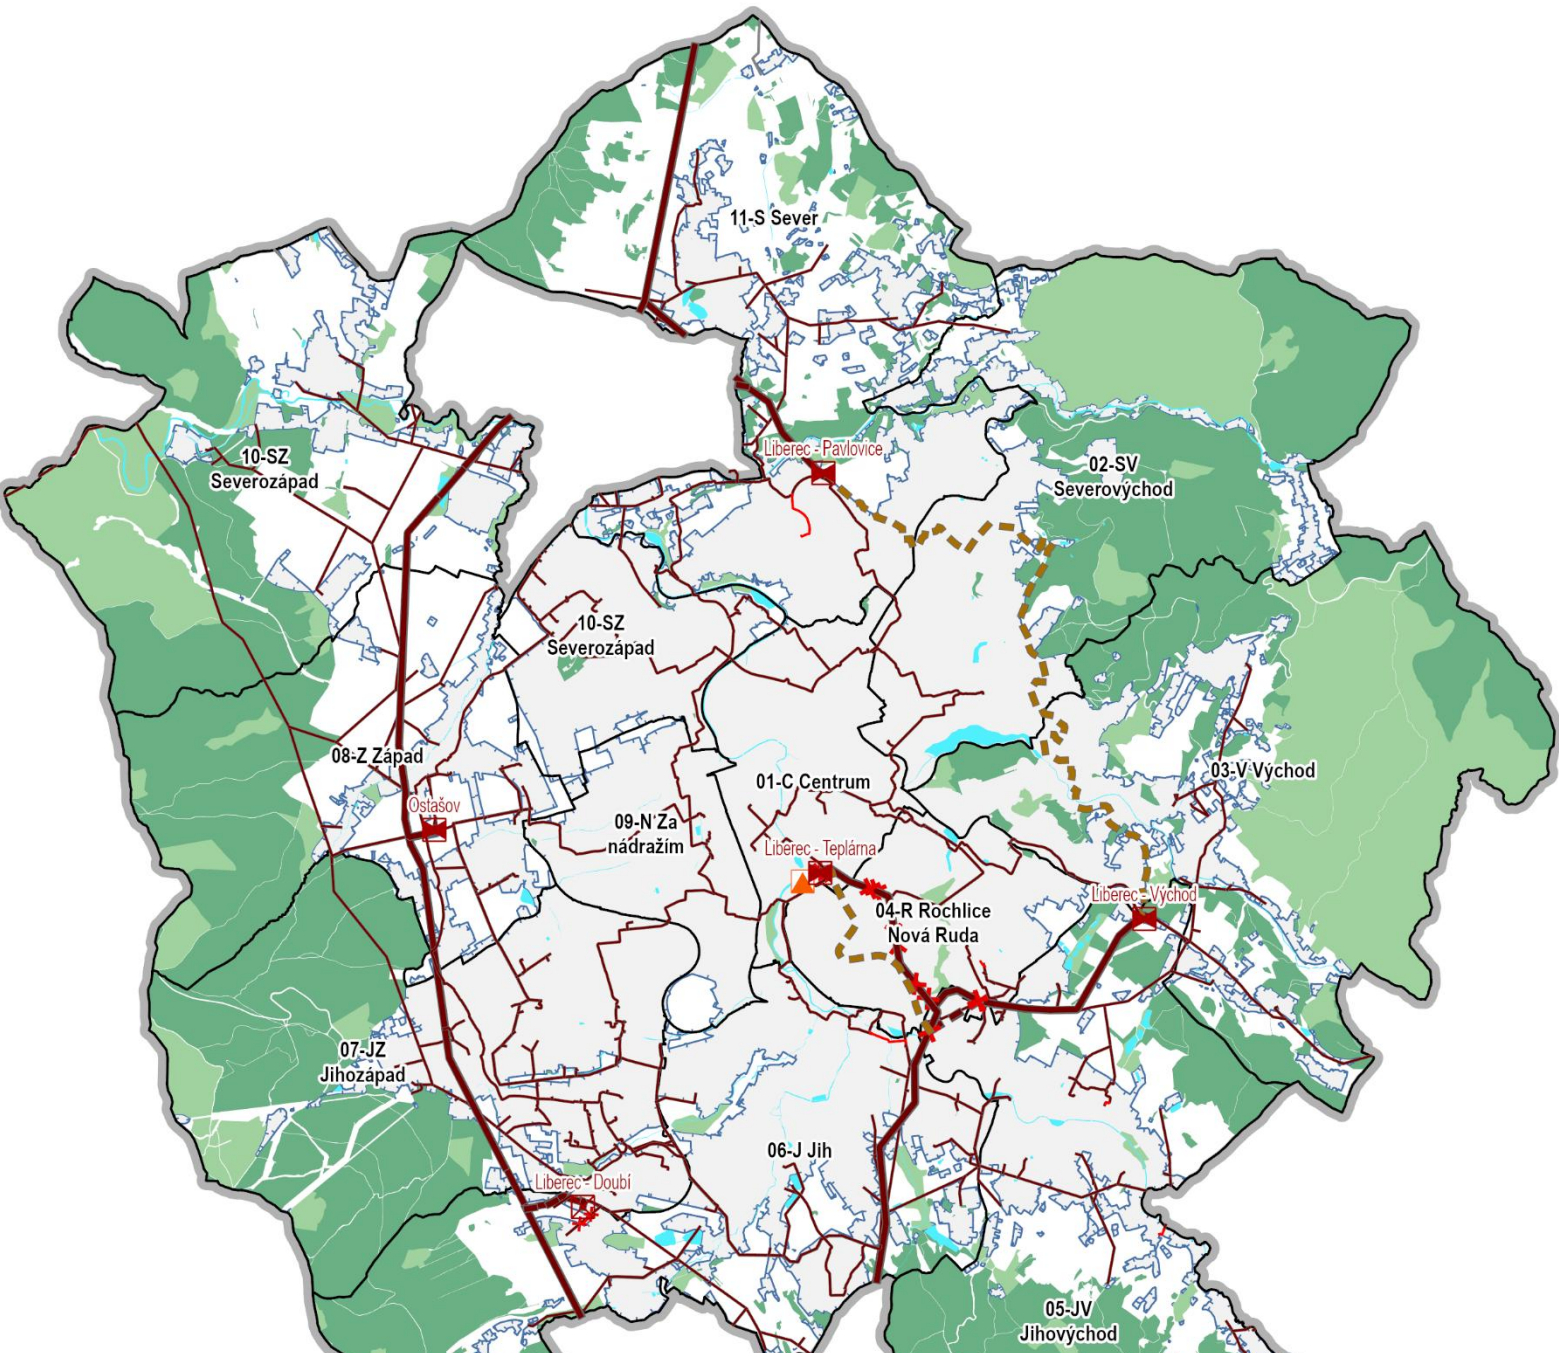 11-S Sever
Liberec - Pavlovice
10-SZ
Severozápad
02-SV
Severovýchod
10-SZ
Severozápad
08-Z Západ
01-C Centrum
03-V Východ
Ostašov
09-N Za
nádražím
Liberec - Teplárna
Liberec - Východ
04-R Rochlice
Nová Ruda
07-JZ
Jihozápad
06-J Jih
Liberec - Doubí
05-JV
Jihovýchod